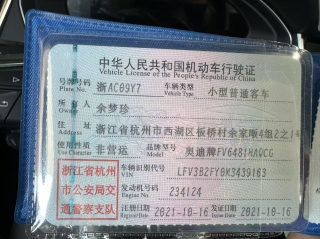 中华人民共和国机动车行驶证
Vehicle License of the People's Republic of China
号牌号码 Plate No. 浙AC09Y7 车辆类型 Vehicle Type 小型普通客车
所有人 Owner 余梦珍
住址 Address 浙江省杭州市西湖区板桥村余家 4组2之1号
使用性质 Use Character 非营运 品牌型号 Model 奥迪牌
浙江省杭州市公安局交通警察支队
车辆识别代号 VIN LFV3B2FY0K3439163
发动机号码 Engine No. 234124
注册日期 Register Date 2021-10-16 发证日期 Issue Date 2021-10-16